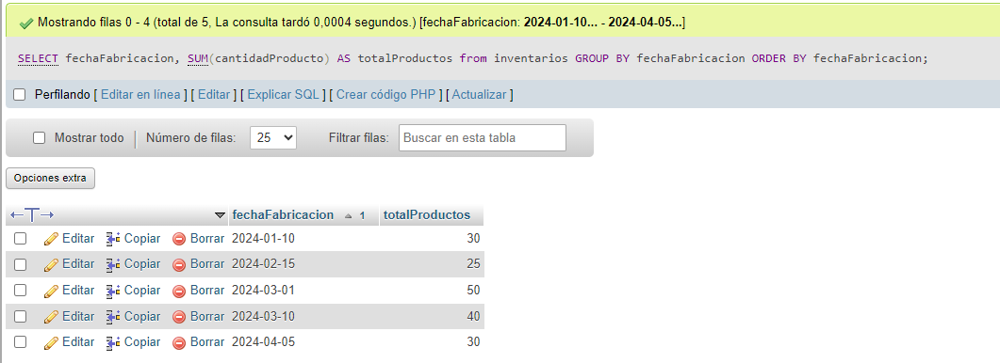 Mostrando filas 0 - 4 (total de 5, La consulta tardó 0,0004 segundos.) [fechaFabricacion: 2024-01-10... - 2024-04-05...]
SELECT fechaFabricacion, SUM(cantidadProducto) AS totalProductos from inventarios GROUP BY fechaFabricacion ORDER BY fechaFabricacion;
Perfilando [ Editar en línea ] [ Editar ] [ Explicar SQL ] [ Crear código PHP ] [ Actualizar ]
Mostrar todo Número de filas: 25 Filtrar filas: Buscar en esta tabla
Opciones extra
←T→ fechaFabricacion 1 totalProductos
Editar Copiar Borrar 2024-01-10 30
Editar Copiar Borrar 2024-02-15 25
Editar Copiar Borrar 2024-03-01 50
Editar Copiar Borrar 2024-03-10 40
Editar Copiar Borrar 2024-04-05 30